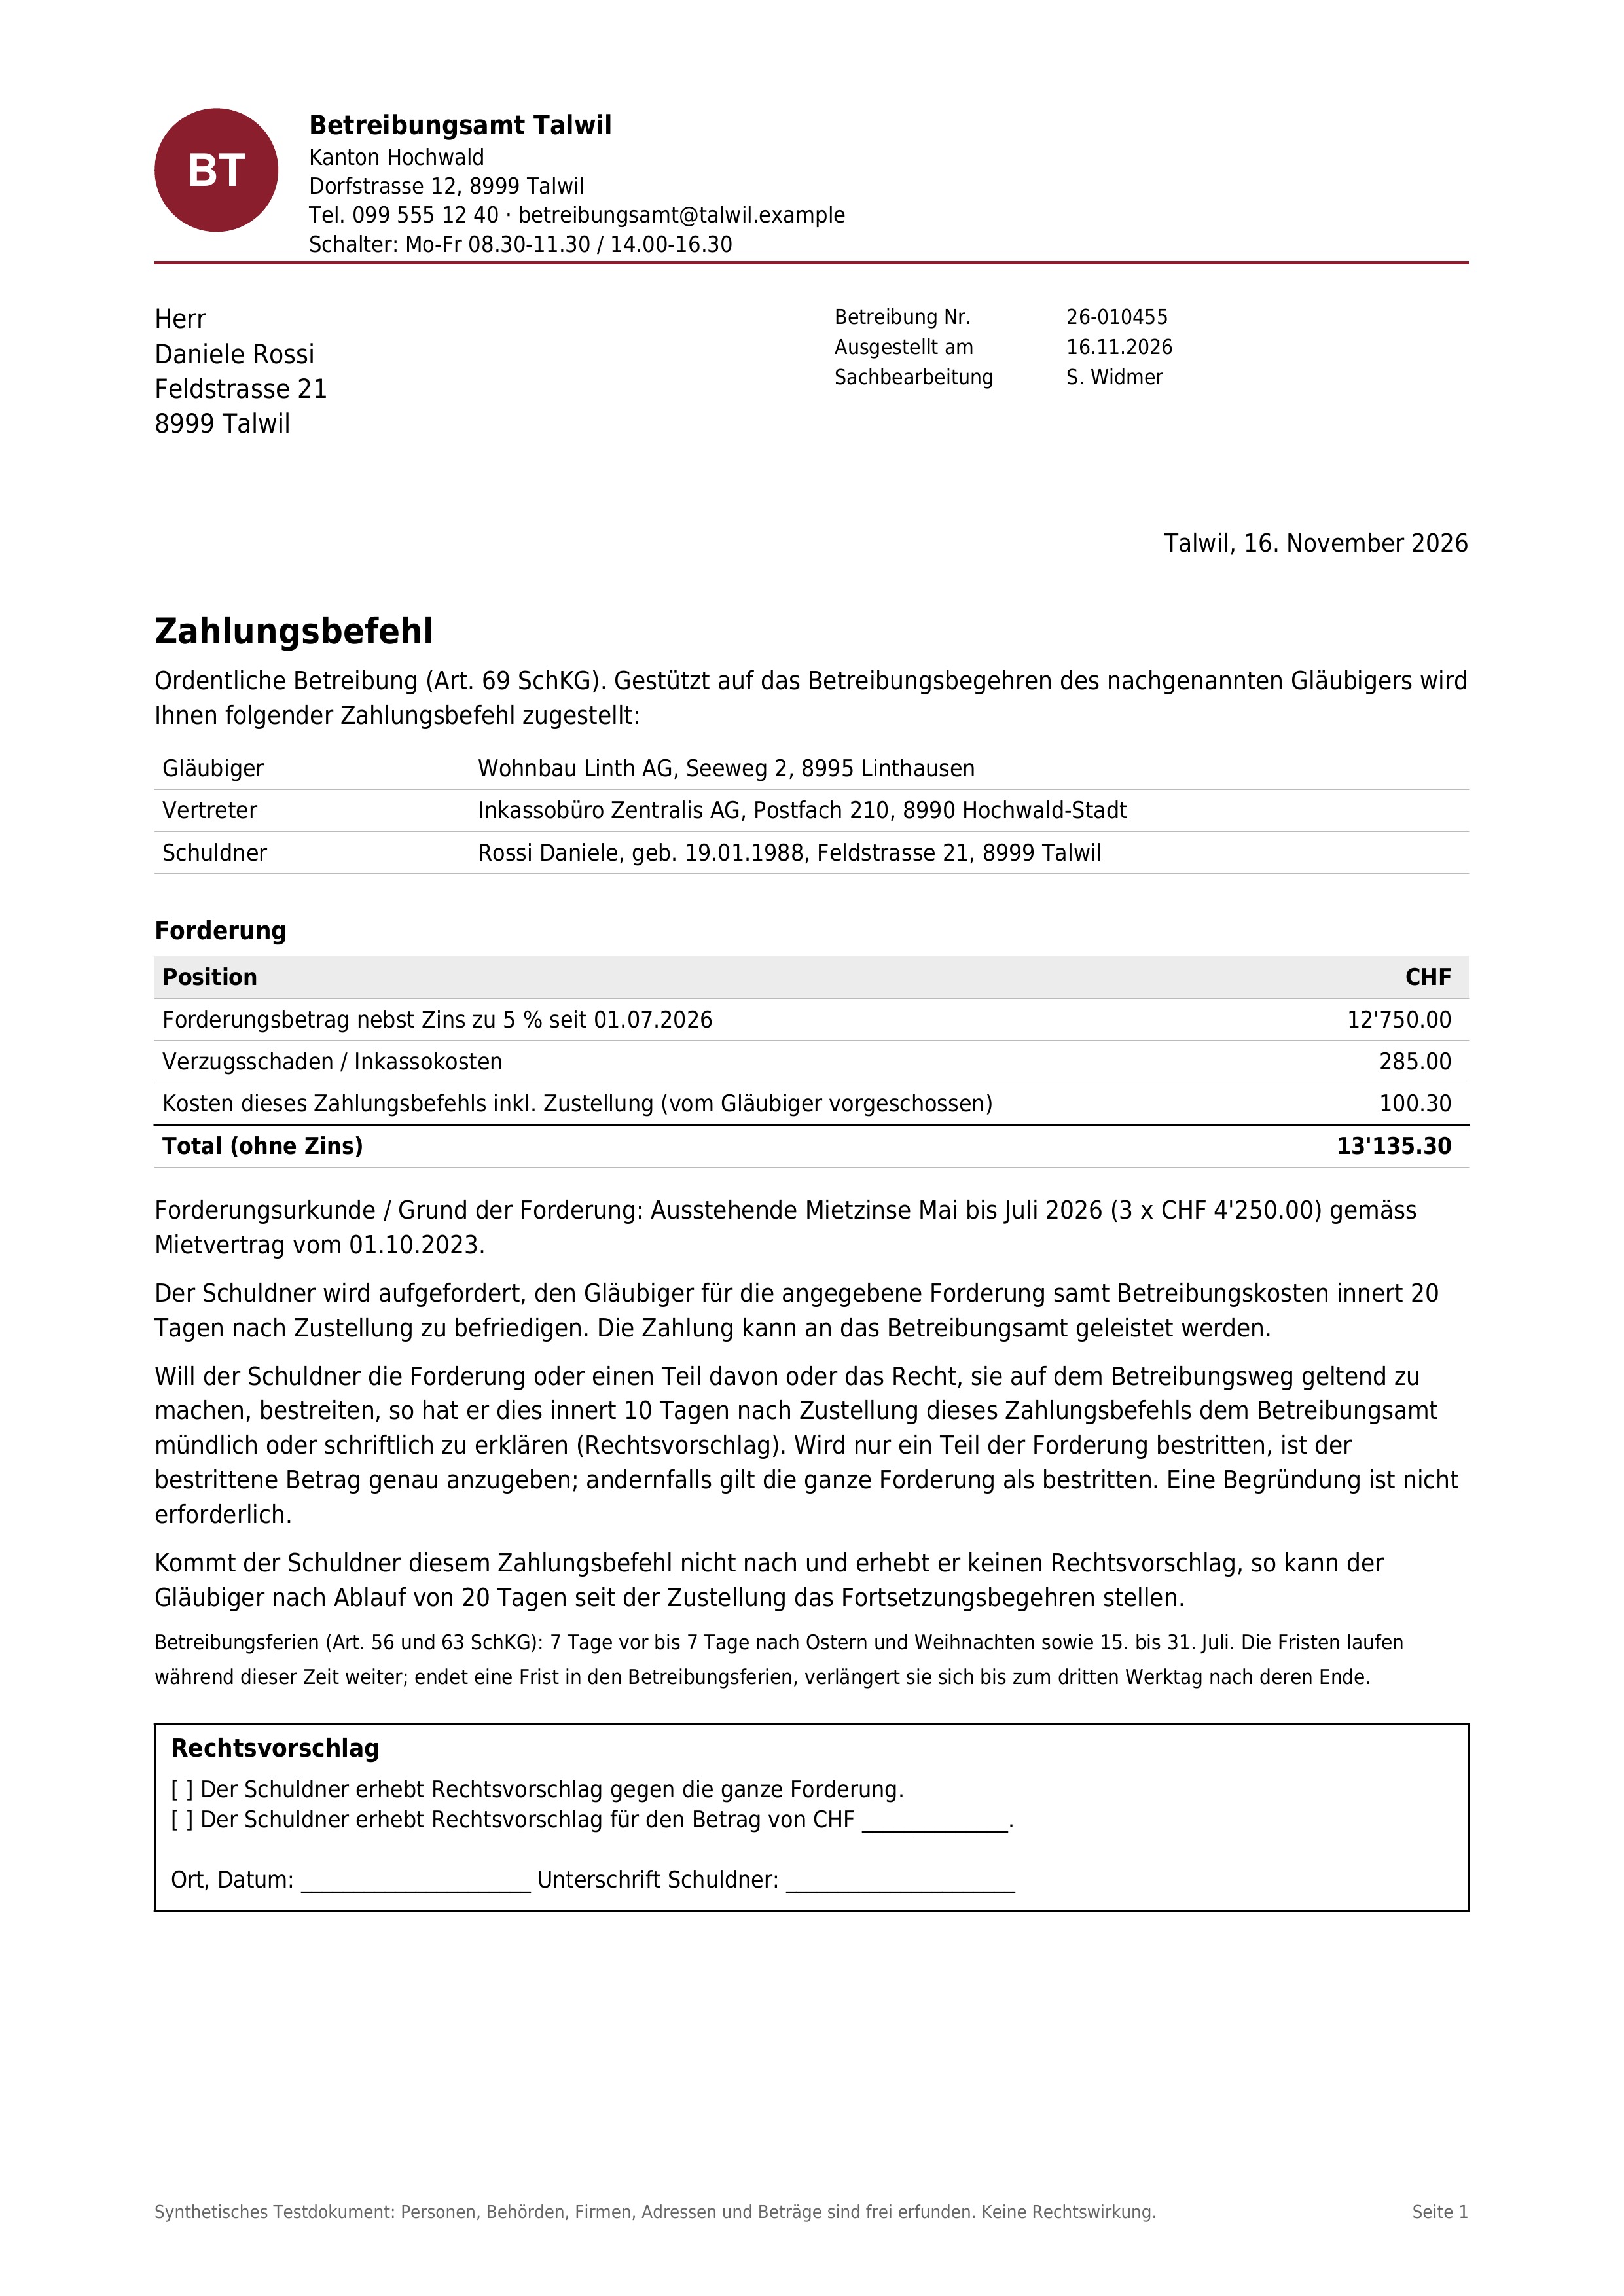 BT
Betreibungsamt Talwil
Kanton Hochwald
Dorfstrasse 12, 8999 Talwil
Tel. 099 555 12 40 · betreibungsamt@talwil.example
Schalter: Mo-Fr 08.30-11.30 / 14.00-16.30
Herr
Daniele Rossi
Feldstrasse 21
8999 Talwil
Betreibung Nr. 26-010455
Ausgestellt am 16.11.2026
Sachbearbeitung S. Widmer
Talwil, 16. November 2026
Zahlungsbefehl
Ordentliche Betreibung (Art. 69 SchKG). Gestützt auf das Betreibungsbegehren des nachgenannten Gläubigers wird
Ihnen folgender Zahlungsbefehl zugestellt:
Gläubiger Wohnbau Linth AG, Seeweg 2, 8995 Linthausen
Vertreter Inkassobüro Zentralis AG, Postfach 210, 8990 Hochwald-Stadt
Schuldner Rossi Daniele, geb. 19.01.1988, Feldstrasse 21, 8999 Talwil
Forderung
Position CHF
Forderungsbetrag nebst Zins zu 5 % seit 01.07.2026 12'750.00
Verzugsschaden / Inkassokosten 285.00
Kosten dieses Zahlungsbefehls inkl. Zustellung (vom Gläubiger vorgeschossen) 100.30
Total (ohne Zins) 13'135.30
Forderungsurkunde / Grund der Forderung: Ausstehende Mietzinse Mai bis Juli 2026 (3 x CHF 4'250.00) gemäss
Mietvertrag vom 01.10.2023.
Der Schuldner wird aufgefordert, den Gläubiger für die angegebene Forderung samt Betreibungskosten innert 20
Tagen nach Zustellung zu befriedigen. Die Zahlung kann an das Betreibungsamt geleistet werden.
Will der Schuldner die Forderung oder einen Teil davon oder das Recht, sie auf dem Betreibungsweg geltend zu
machen, bestreiten, so hat er dies innert 10 Tagen nach Zustellung dieses Zahlungsbefehls dem Betreibungsamt
mündlich oder schriftlich zu erklären (Rechtsvorschlag). Wird nur ein Teil der Forderung bestritten, ist der
bestrittene Betrag genau anzugeben; andernfalls gilt die ganze Forderung als bestritten. Eine Begründung ist nicht
erforderlich.
Kommt der Schuldner diesem Zahlungsbefehl nicht nach und erhebt er keinen Rechtsvorschlag, so kann der
Gläubiger nach Ablauf von 20 Tagen seit der Zustellung das Fortsetzungsbegehren stellen.
Betreibungsferien (Art. 56 und 63 SchKG): 7 Tage vor bis 7 Tage nach Ostern und Weihnachten sowie 15. bis 31. Juli. Die Fristen laufen
während dieser Zeit weiter; endet eine Frist in den Betreibungsferien, verlängert sie sich bis zum dritten Werktag nach deren Ende.
Rechtsvorschlag
[ ] Der Schuldner erhebt Rechtsvorschlag gegen die ganze Forderung.
[ ] Der Schuldner erhebt Rechtsvorschlag für den Betrag von CHF ______________.
Ort, Datum: ______________________ Unterschrift Schuldner: ______________________
Synthetisches Testdokument: Personen, Behörden, Firmen, Adressen und Beträge sind frei erfunden. Keine Rechtswirkung. Seite 1